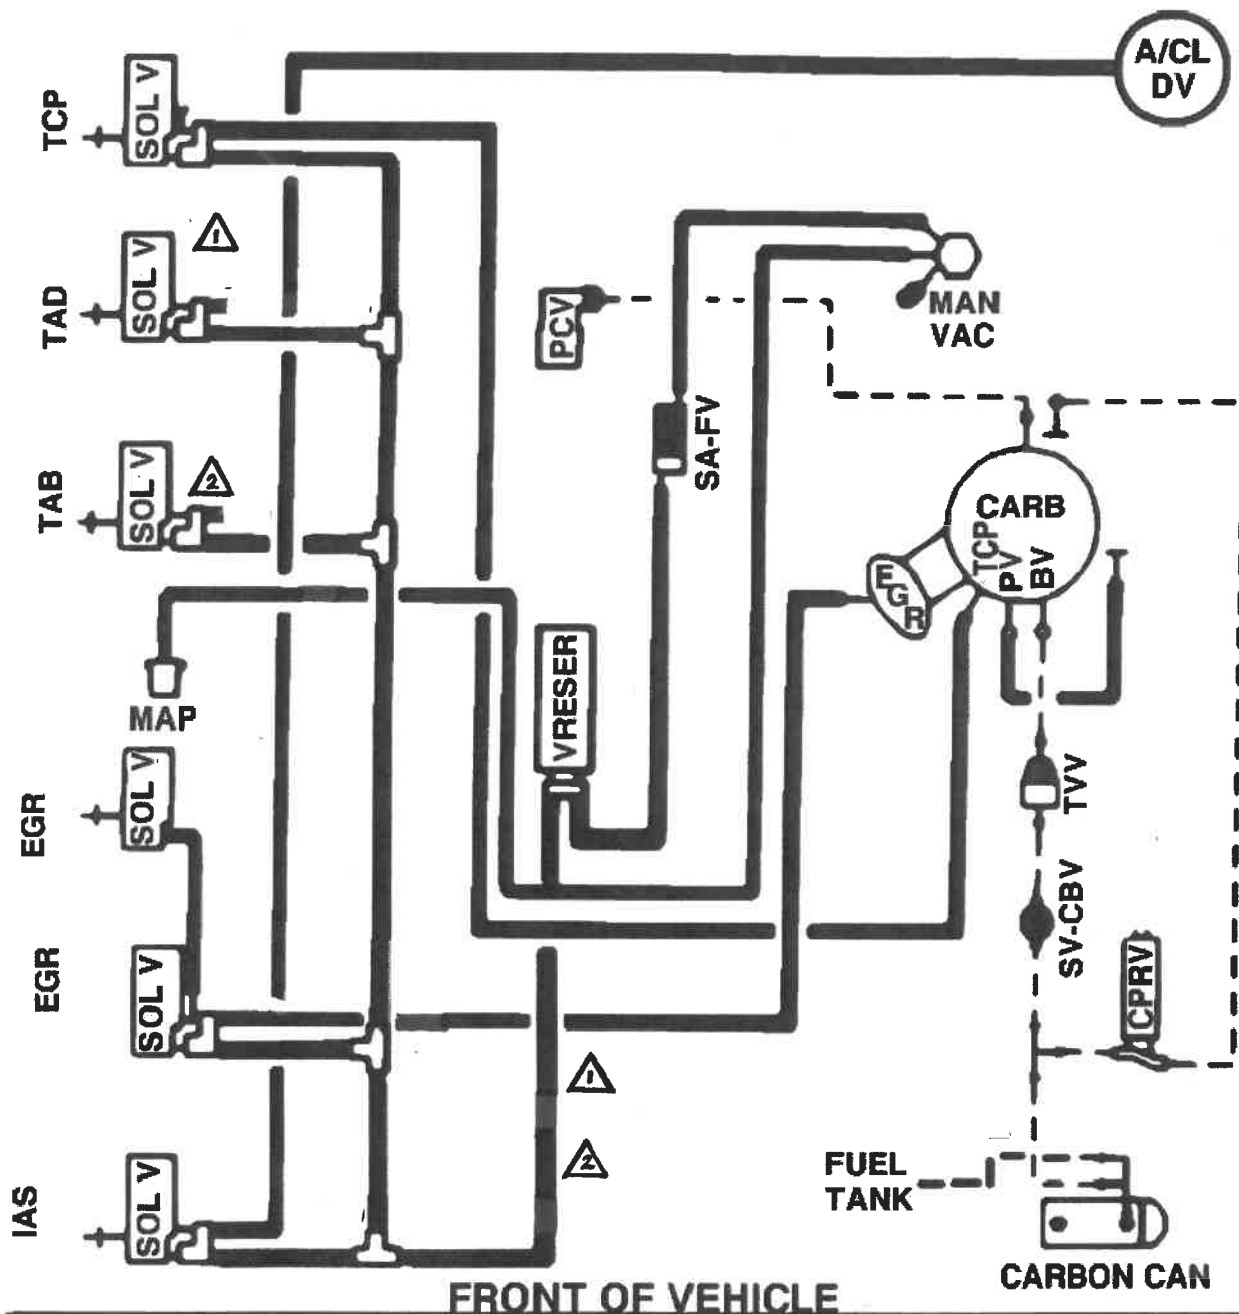 A/CL
DV
TCP
SOL V
1
TAD
SOL V
MAN
VAC
PCV
SA-FV
TAB
SOL V
2
CARB
TCP
PV
BV
EGR
VRESER
MAP
EGR
SOL V
TVV
SV-CBV
EGR
SOL V
CPRV
1
2
FUEL
TANK
IAS
SOL V
CARBON CAN
FRONT OF VEHICLE